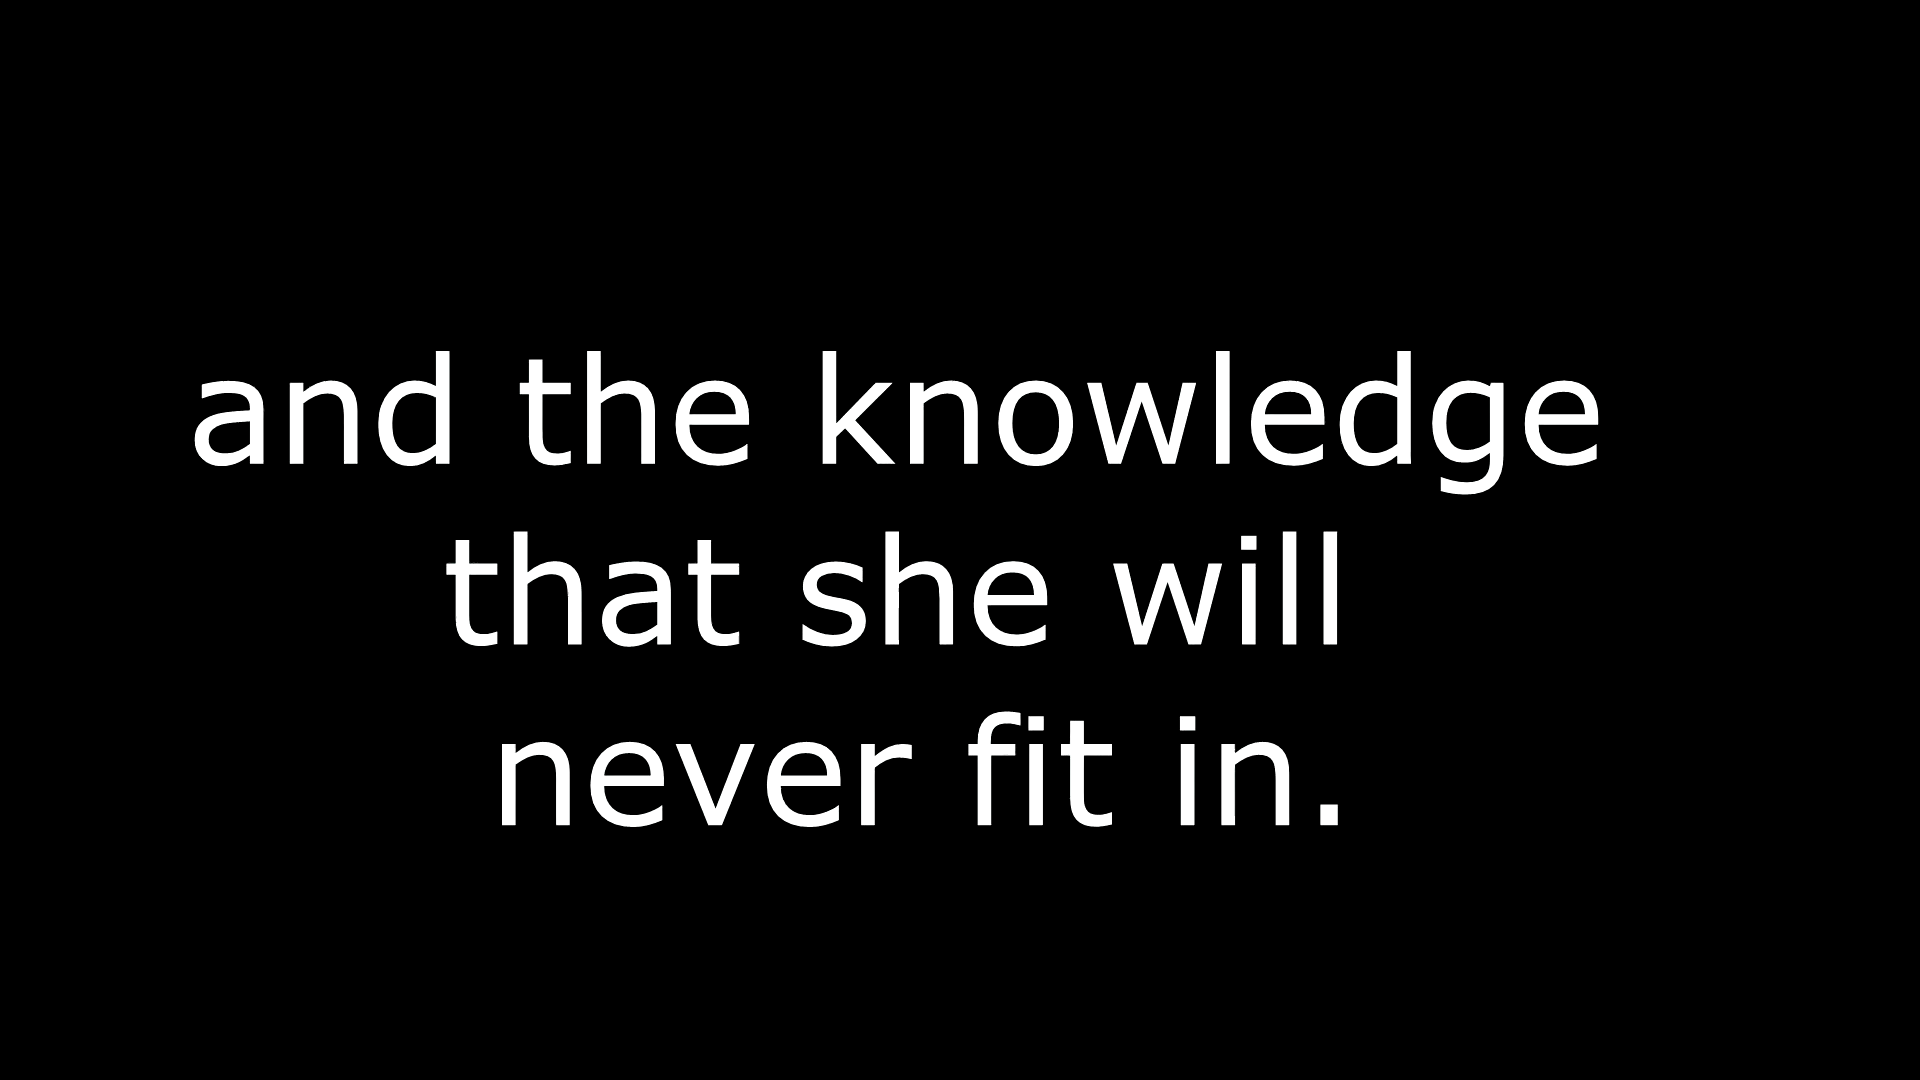 and the knowledge
that she will
never fit in.